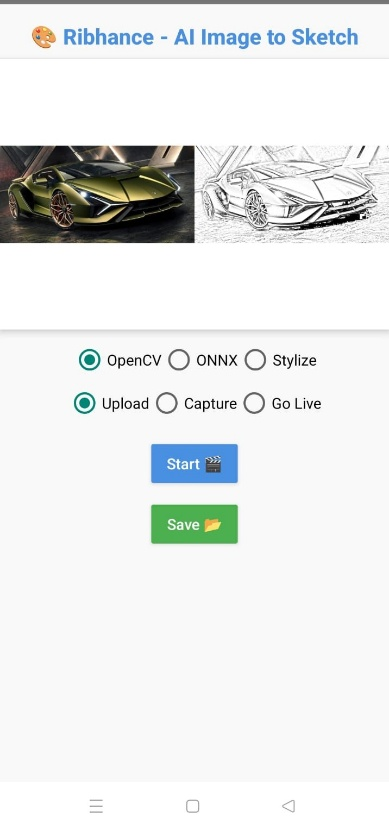 🎨 Ribhance - AI Image to Sketch
OpenCV ONNX Stylize
Upload Capture Go Live
Start 🎬
Save 📂